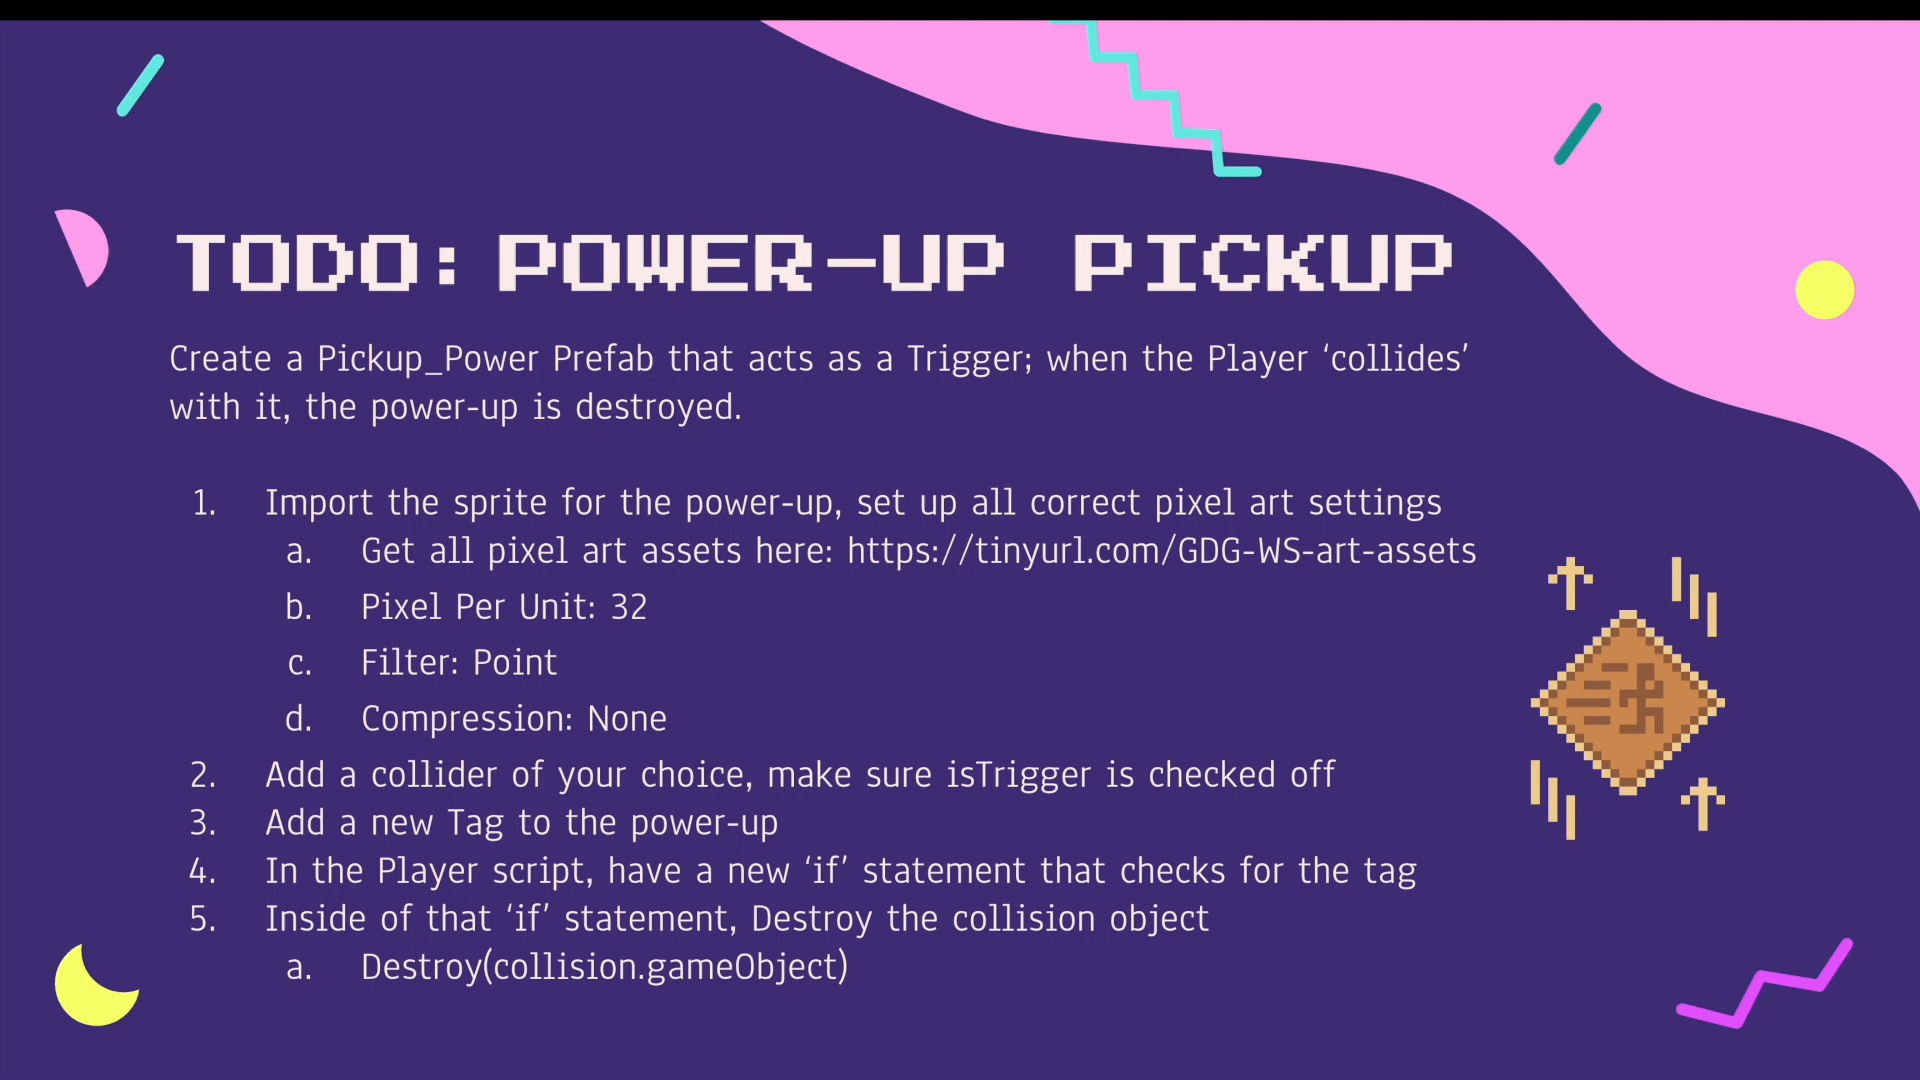 TODO: POWER-UP PICKUP
Create a Pickup_Power Prefab that acts as a Trigger; when the Player ‘collides’
with it, the power-up is destroyed.
1. Import the sprite for the power-up, set up all correct pixel art settings
a. Get all pixel art assets here: https://tinyurl.com/GDG-WS-art-assets
b. Pixel Per Unit: 32
c. Filter: Point
d. Compression: None
2. Add a collider of your choice, make sure isTrigger is checked off
3. Add a new Tag to the power-up
4. In the Player script, have a new ‘if’ statement that checks for the tag
5. Inside of that ‘if’ statement, Destroy the collision object
a. Destroy(collision.gameObject)